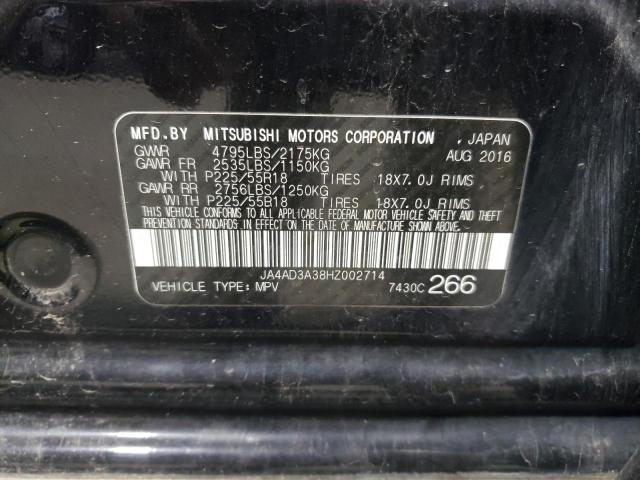 MFD.BY MITSUBISHI MOTORS CORPORATION , JAPAN
GVWR 4795LBS/2175KG AUG 2016
GAWR FR 2535LBS/1150KG
WITH P225/55R18 TIRES 18X7.0J RIMS
GAWR RR 2756LBS/1250KG
WITH P225/55R18 TIRES 18X7.0J RIMS
THIS VEHICLE CONFORMS TO ALL APPLICABLE FEDERAL MOTOR VEHICLE SAFETY AND THEFT
PREVENTION STANDARDS IN EFFECT ON THE DATE OF MANUFACTURE SHOWN ABOVE.
JA4AD3A38HZ002714
VEHICLE TYPE: MPV 7430C 266